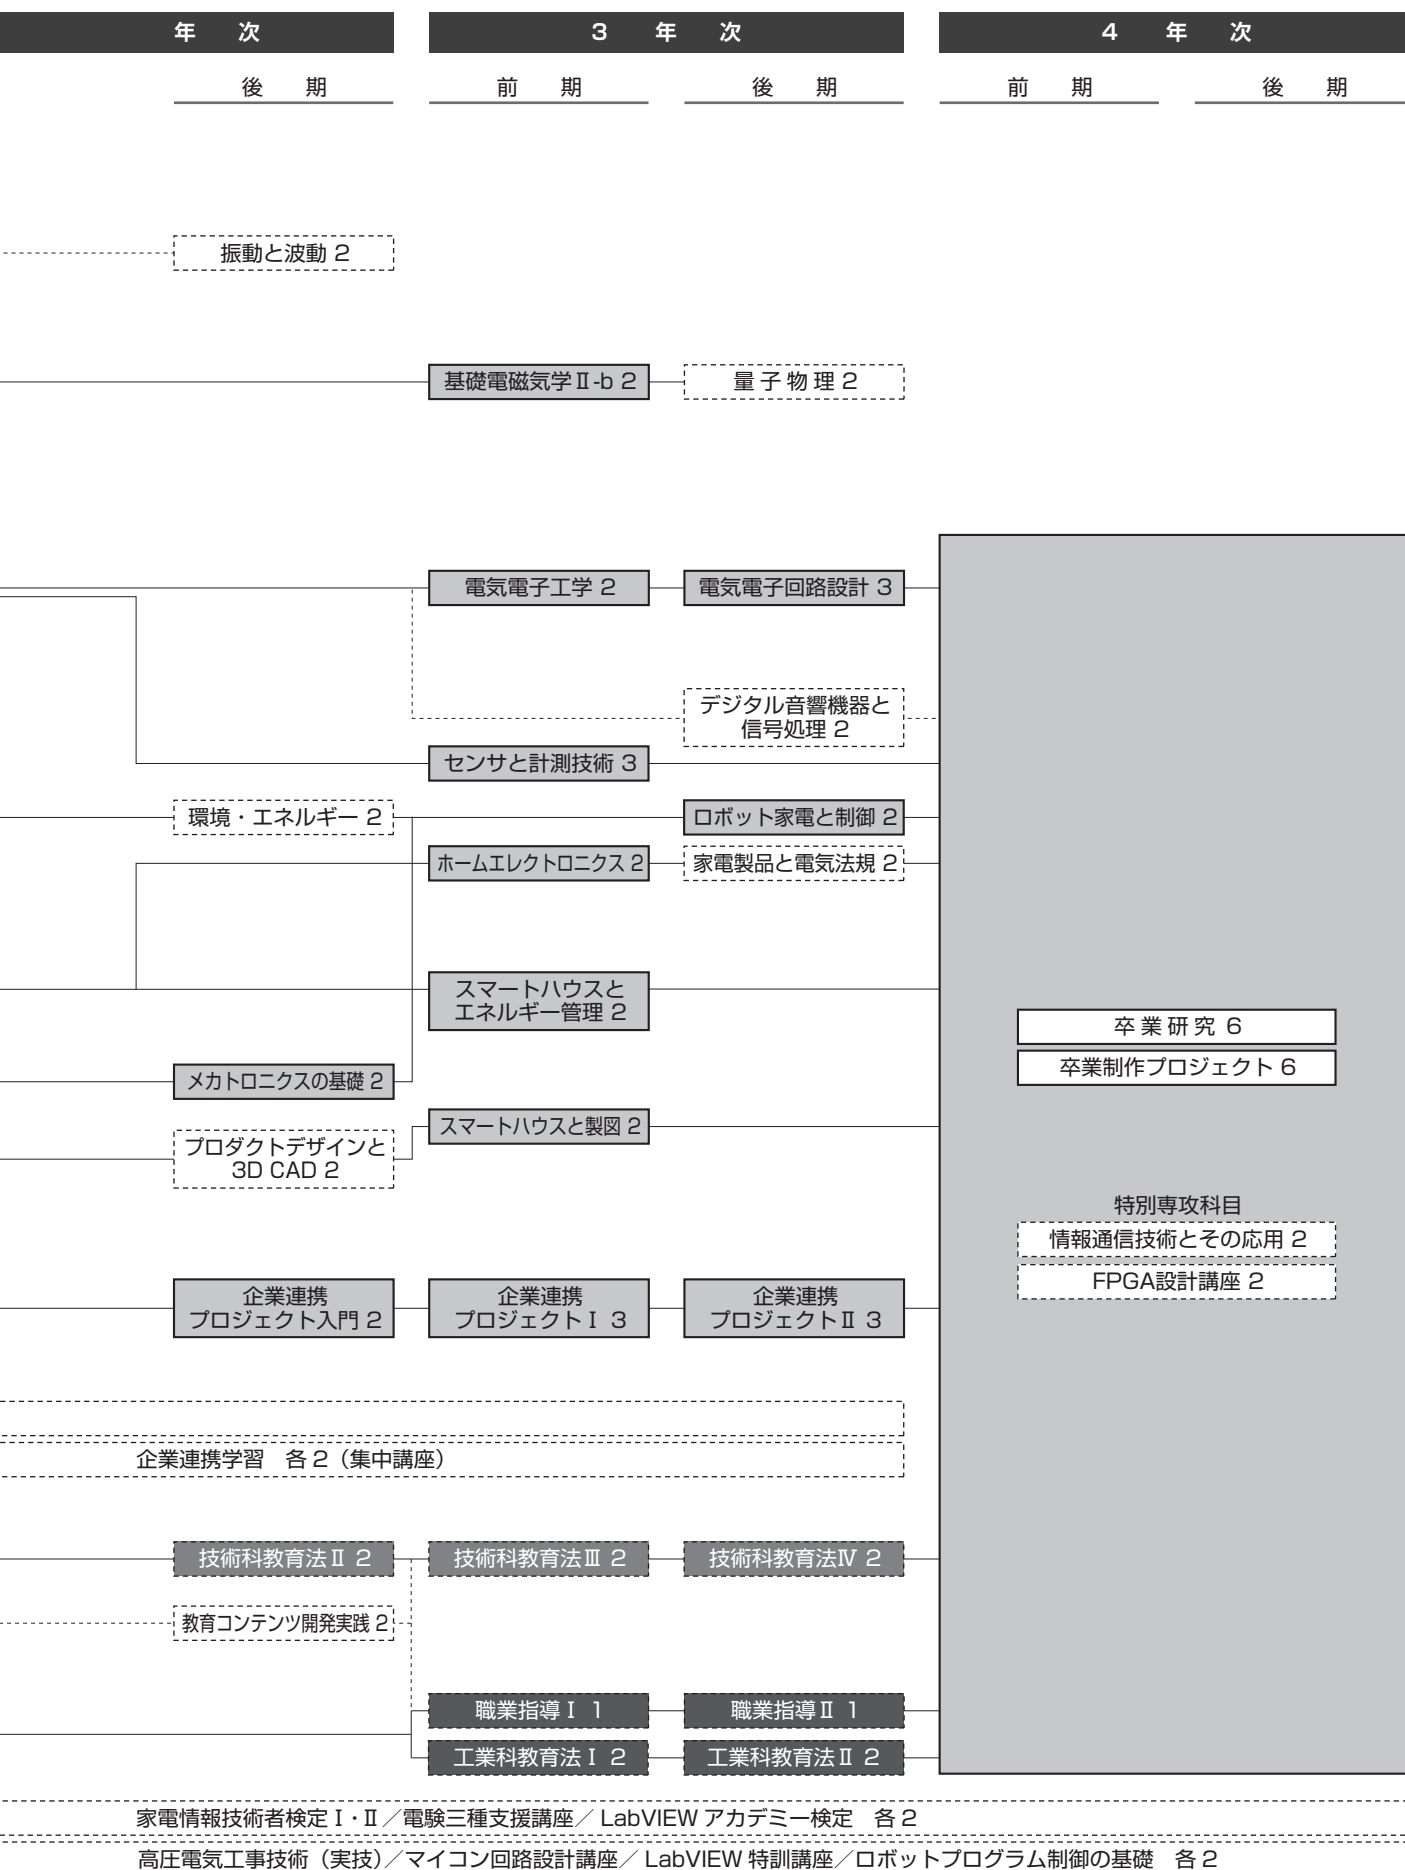 年　次
3　年　次
4　年　次
後　期
前　期
後　期
前　期
後　期
振動と波動 2
基礎電磁気学Ⅱ-b 2
量子物理 2
電気電子工学 2
電気電子回路設計 3
デジタル音響機器と
信号処理 2
センサと計測技術 3
環境・エネルギー 2
ロボット家電と制御 2
ホームエレクトロニクス 2
家電製品と電気法規 2
スマートハウスと
エネルギー管理 2
卒業研究 6
卒業制作プロジェクト 6
メカトロニクスの基礎 2
スマートハウスと製図 2
プロダクトデザインと
3D CAD 2
特別専攻科目
情報通信技術とその応用 2
FPGA設計講座 2
企業連携
プロジェクト入門 2
企業連携
プロジェクトⅠ 3
企業連携
プロジェクトⅡ 3
企業連携学習　各2（集中講座）
技術科教育法Ⅱ 2
技術科教育法Ⅲ 2
技術科教育法Ⅳ 2
教育コンテンツ開発実践 2
職業指導Ⅰ 1
職業指導Ⅱ 1
工業科教育法Ⅰ 2
工業科教育法Ⅱ 2
家電情報技術者検定Ⅰ・Ⅱ／電験三種支援講座／LabVIEW アカデミー検定　各2
高圧電気工事技術（実技）／マイコン回路設計講座／LabVIEW 特訓講座／ロボットプログラム制御の基礎　各2